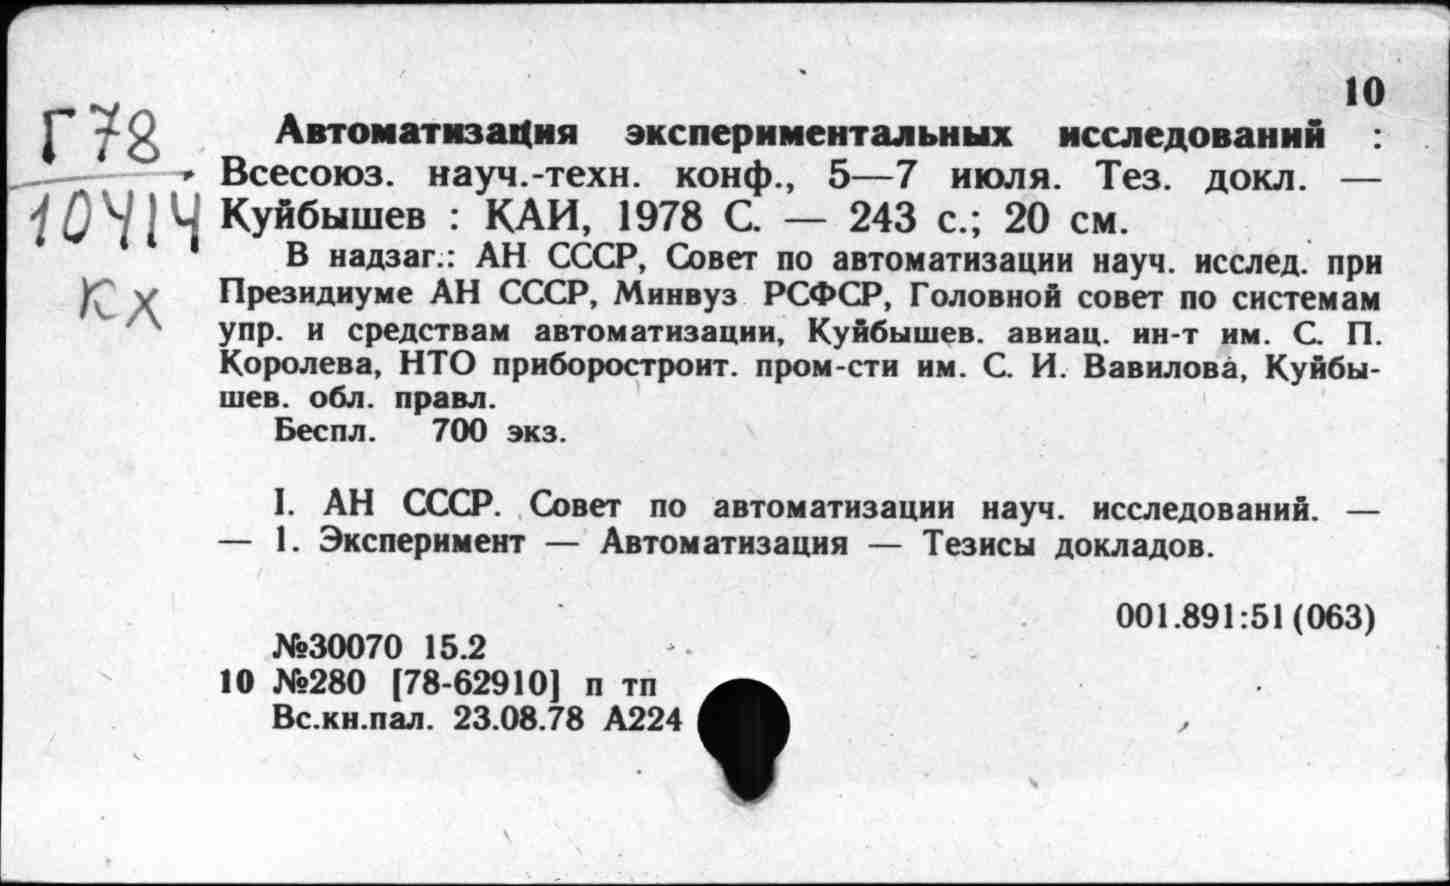 10
Г78
10414
Кх
Автоматизация экспериментальных исследований :
Всесоюз. науч.-техн. конф., 5—7 июля. Тез. докл. —
Куйбышев : КАИ, 1978 С. — 243 с.; 20 см.
В надзаг.: АН СССР, Совет по автоматизации науч. исслед. при
Президиуме АН СССР, Минвуз РСФСР, Головной совет по системам
упр. и средствам автоматизации, Куйбышев. авиац. ин-т им. С. П.
Королева, НТО приборостроит. пром-сти им. С. И. Вавилова, Куйбы-
шев. обл. правл.
Беспл. 700 экз.
I. АН СССР. Совет по автоматизации науч. исследований. —
— 1. Эксперимент — Автоматизация — Тезисы докладов.
001.891:51(063)
№30070 15.2
10 №280 [78-62910] п тп
Вс.кн.пал. 23.08.78 А224